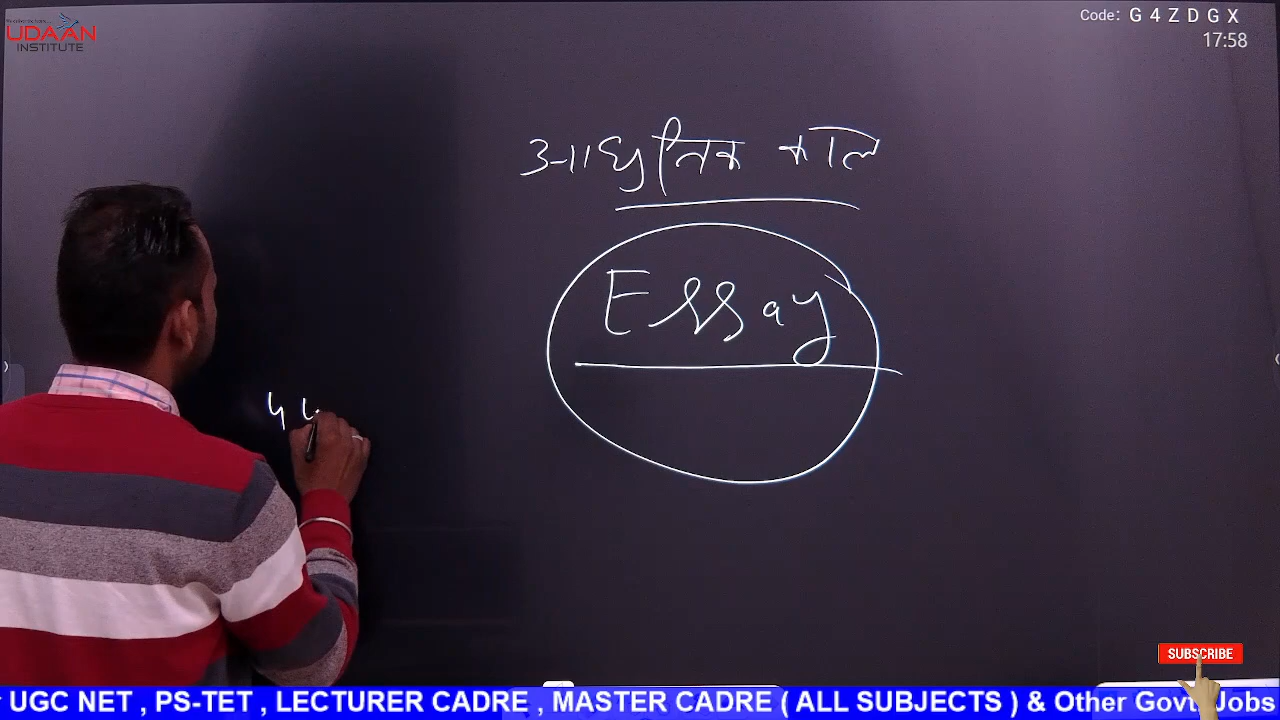 UDAAN
INSTITUTE
Code: G 4 Z D G X
17:58
आधुनिक काल
Essay
SUBSCRIBE
UGC NET , PS-TET , LECTURER CADRE , MASTER CADRE ( ALL SUBJECTS ) & Other Govt. Jobs